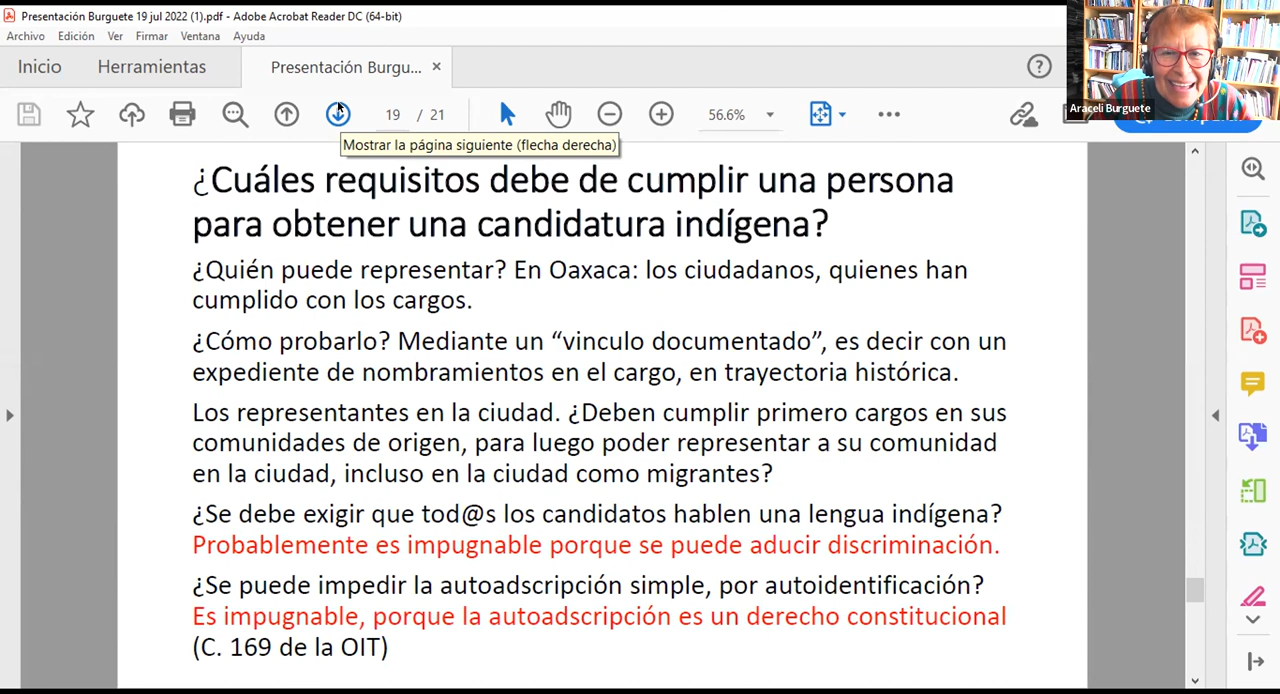 Presentación Burguete 19 jul 2022 (1).pdf - Adobe Acrobat Reader DC (64-bit)
Archivo Edición Ver Firmar Ventana Ayuda
Inicio Herramientas Presentación Burgu... ×
19 / 21 56.6%
Araceli Burguete
Mostrar la página siguiente (flecha derecha)
¿Cuáles requisitos debe de cumplir una persona
para obtener una candidatura indígena?
¿Quién puede representar? En Oaxaca: los ciudadanos, quienes han
cumplido con los cargos.
¿Cómo probarlo? Mediante un “vinculo documentado”, es decir con un
expediente de nombramientos en el cargo, en trayectoria histórica.
Los representantes en la ciudad. ¿Deben cumplir primero cargos en sus
comunidades de origen, para luego poder representar a su comunidad
en la ciudad, incluso en la ciudad como migrantes?
¿Se debe exigir que tod@s los candidatos hablen una lengua indígena?
Probablemente es impugnable porque se puede aducir discriminación.
¿Se puede impedir la autoadscripción simple, por autoidentificación?
Es impugnable, porque la autoadscripción es un derecho constitucional
(C. 169 de la OIT)